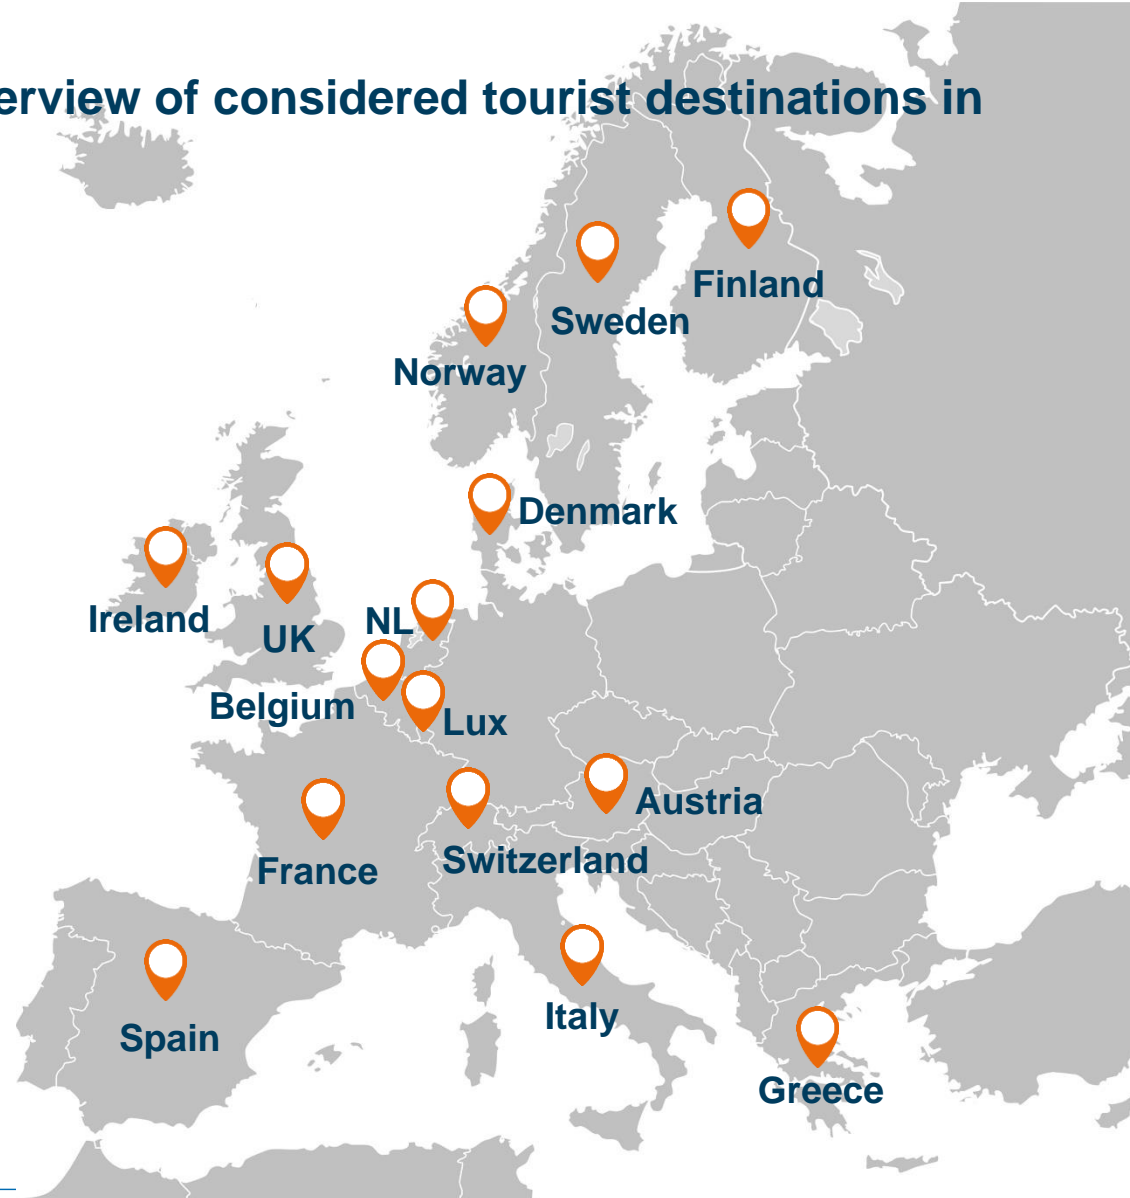 erview of considered tourist destinations in
Finland
Sweden
Norway
Denmark
Ireland
UK
NL
Belgium
Lux
Austria
France
Switzerland
Spain
Italy
Greece